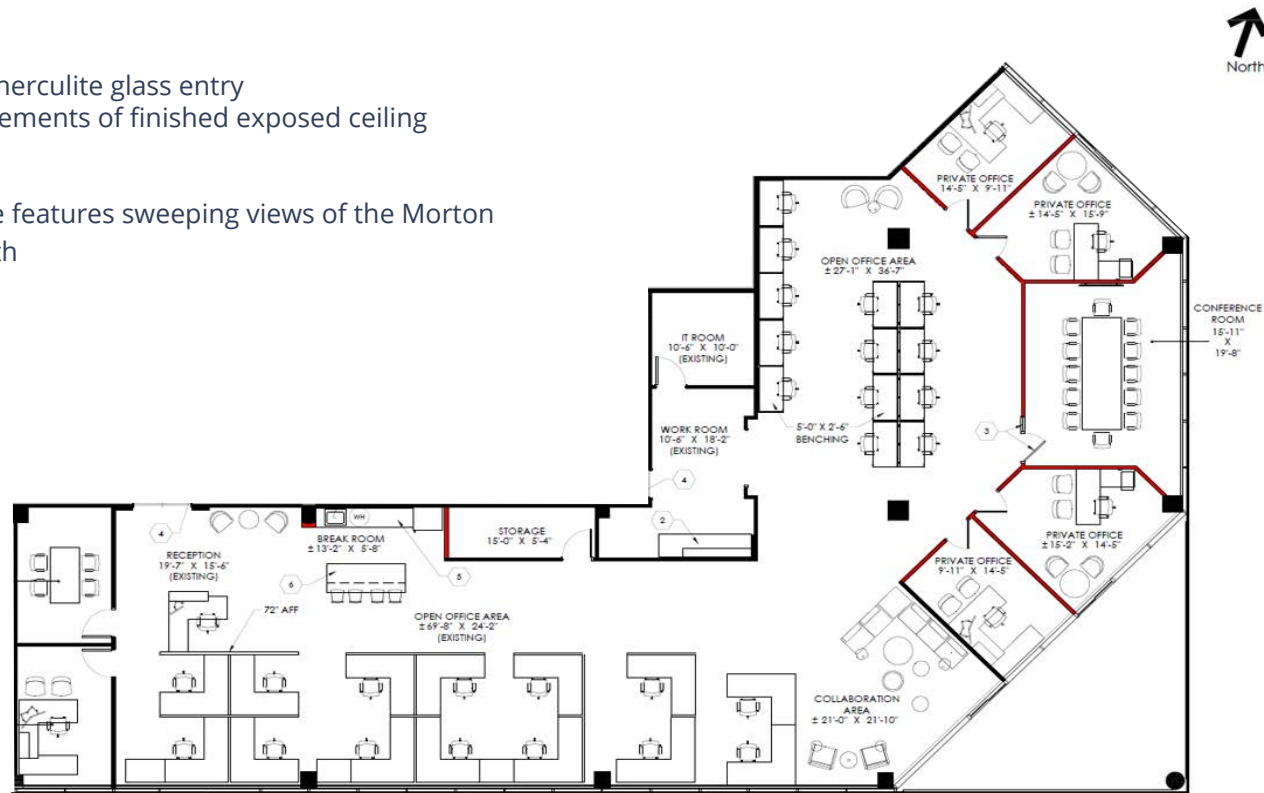 herculite glass entry
ements of finished exposed ceiling
e features sweeping views of the Morton
th
North
PRIVATE OFFICE
14'-5" X 9'-11"
PRIVATE OFFICE
± 14'-5" X 15'-9"
OPEN OFFICE AREA
± 27'-1" X 36'-7"
CONFERENCE
ROOM
15'-11"
X
19'-8"
IT ROOM
10'-6" X 10'-0"
(EXISTING)
WORK ROOM
10'-6" X 18'-2"
(EXISTING)
5'-0" X 2'-6"
BENCHING
3
4
2
4
WH
BREAK ROOM
± 13'-2" X 5'-8"
STORAGE
15'-0" X 5'-4"
RECEPTION
19'-7" X 15'-6"
(EXISTING)
6
5
72" AFF
OPEN OFFICE AREA
± 69'-8" X 24'-2"
(EXISTING)
PRIVATE OFFICE
±15'-2" X 14'-5"
PRIVATE OFFICE
9'-11" X 14'-5"
COLLABORATION
AREA
± 21'-0" X 21'-10"